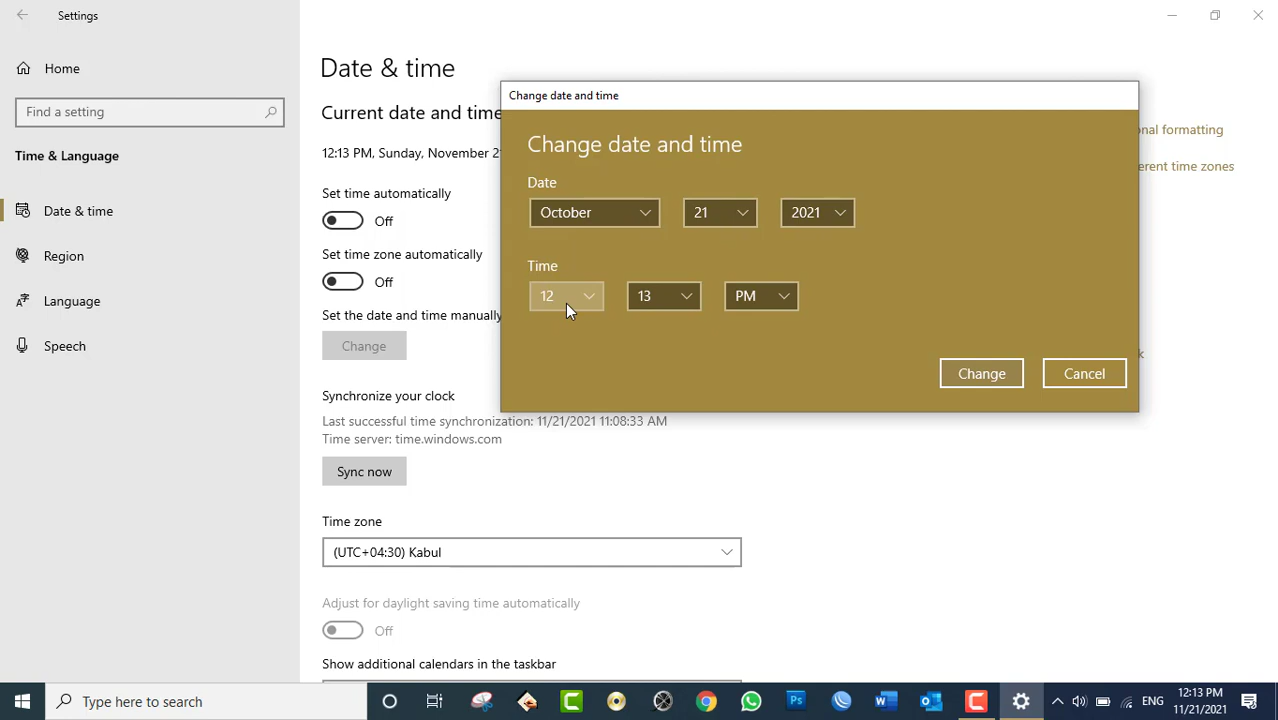 Settings
Home
Find a setting
Time & Language
Date & time
Region
Language
Speech
Date & time
Current date and time
12:13 PM, Sunday, November 2
Set time automatically
Off
Set time zone automatically
Off
Set the date and time manually
Change
Synchronize your clock
Last successful time synchronization: 11/21/2021 11:08:33 AM
Time server: time.windows.com
Sync now
Time zone
(UTC+04:30) Kabul
Adjust for daylight saving time automatically
Off
Show additional calendars in the taskbar
Change date and time
Change date and time
Date
October 21 2021
Time
12 13 PM
Change Cancel
onal formatting
erent time zones
k
Type here to search
Ps
ENG
12:13 PM
11/21/2021